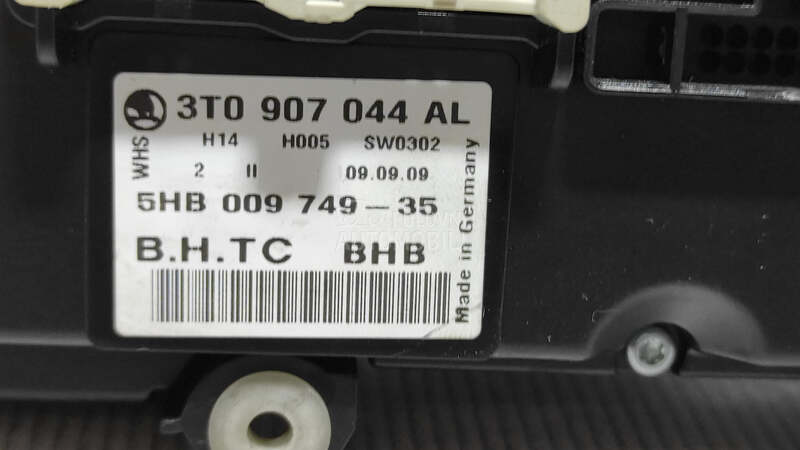 3T0 907 044 AL
H14 H005 SW0302
WHS
2 II 09.09.09
5HB 009 749-35
B.H.TC BHB
Made in Germany